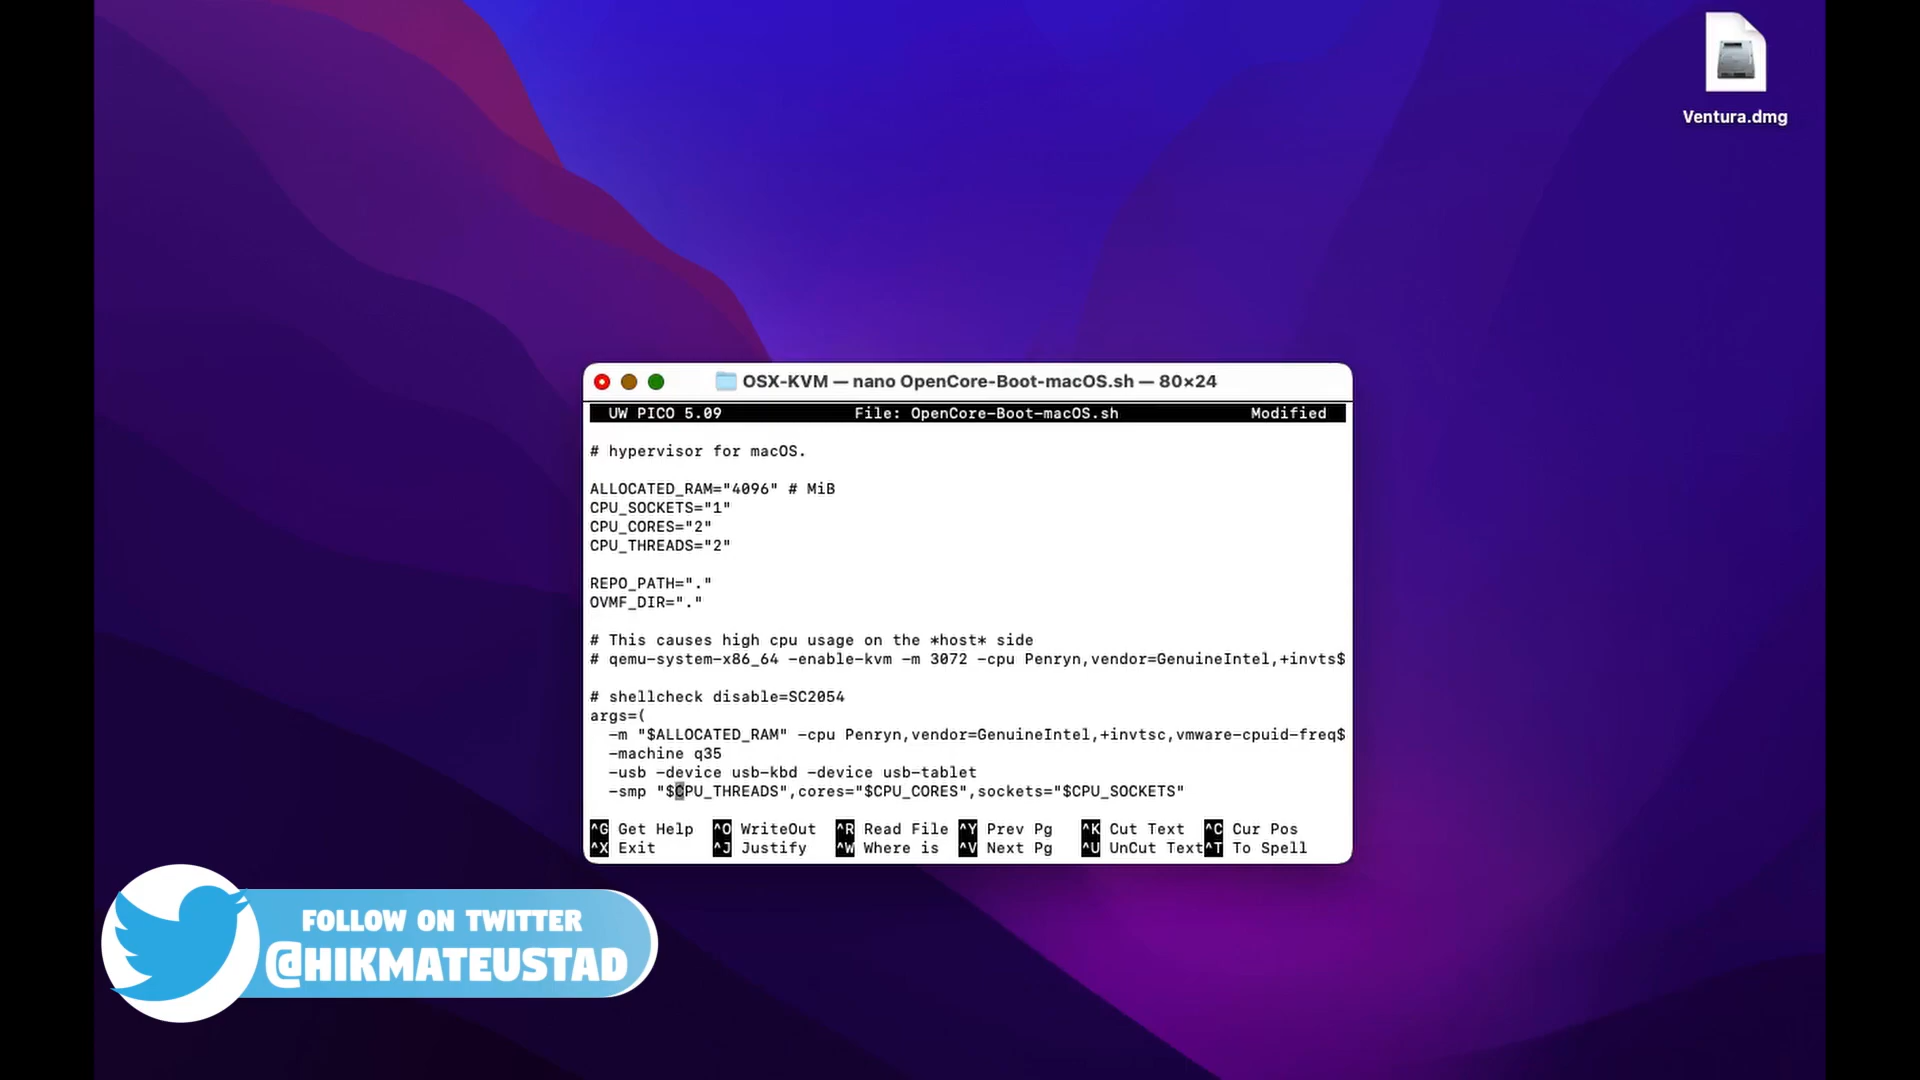 Ventura.dmg
OSX-KVM — nano OpenCore-Boot-macOS.sh — 80×24
UW PICO 5.09 File: OpenCore-Boot-macOS.sh Modified
# hypervisor for macOS.
ALLOCATED_RAM="4096" # MiB
CPU_SOCKETS="1"
CPU_CORES="2"
CPU_THREADS="2"
REPO_PATH="."
OVMF_DIR="."
# This causes high cpu usage on the *host* side
# qemu-system-x86_64 -enable-kvm -m 3072 -cpu Penryn,vendor=GenuineIntel,+invts$
# shellcheck disable=SC2054
args=(
-m "$ALLOCATED_RAM" -cpu Penryn,vendor=GenuineIntel,+invtsc,vmware-cpuid-freq$
-machine q35
-usb -device usb-kbd -device usb-tablet
-smp "$CPU_THREADS",cores="$CPU_CORES",sockets="$CPU_SOCKETS"
^G Get Help ^O WriteOut ^R Read File ^Y Prev Pg ^K Cut Text ^C Cur Pos
^X Exit ^J Justify ^W Where is ^V Next Pg ^U UnCut Text ^T To Spell
FOLLOW ON TWITTER
@HIKMATEUSTAD